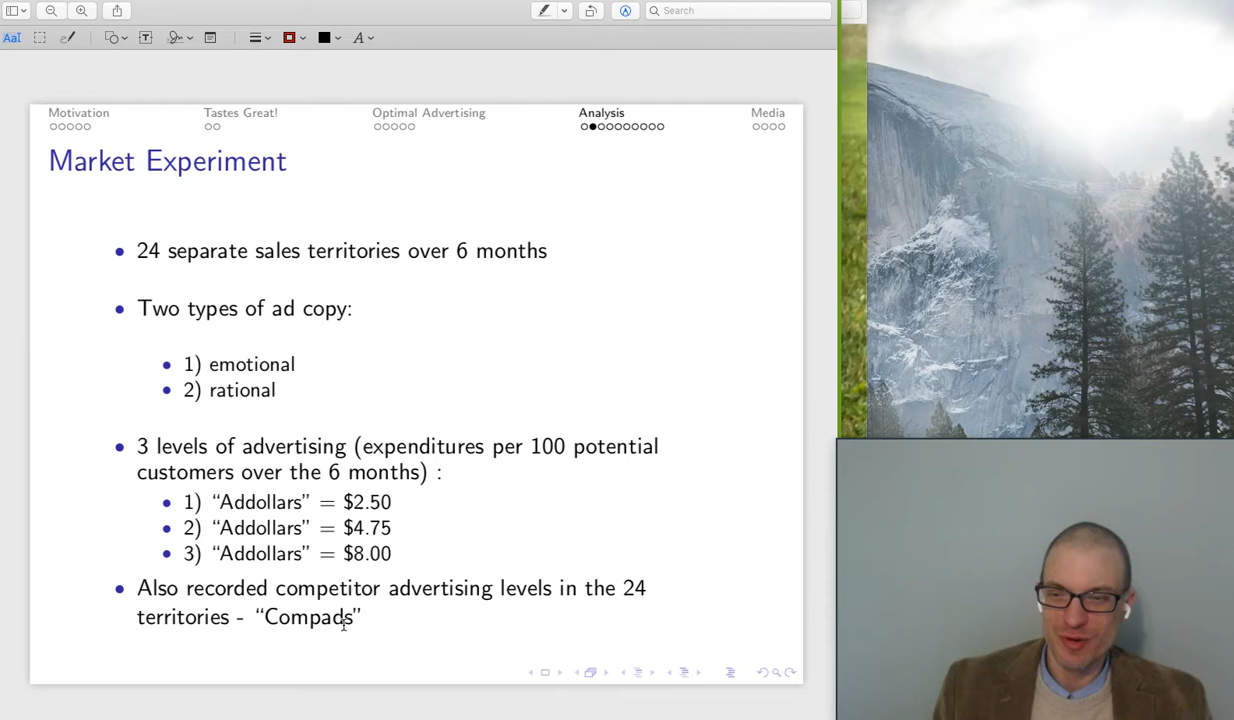 Search
AaI
T
A
Motivation
Tastes Great!
Optimal Advertising
Analysis
Media
Market Experiment
• 24 separate sales territories over 6 months
• Two types of ad copy:
• 1) emotional
• 2) rational
• 3 levels of advertising (expenditures per 100 potential
customers over the 6 months) :
• 1) “Addollars” = $2.50
• 2) “Addollars” = $4.75
• 3) “Addollars” = $8.00
• Also recorded competitor advertising levels in the 24
territories - “Compads”